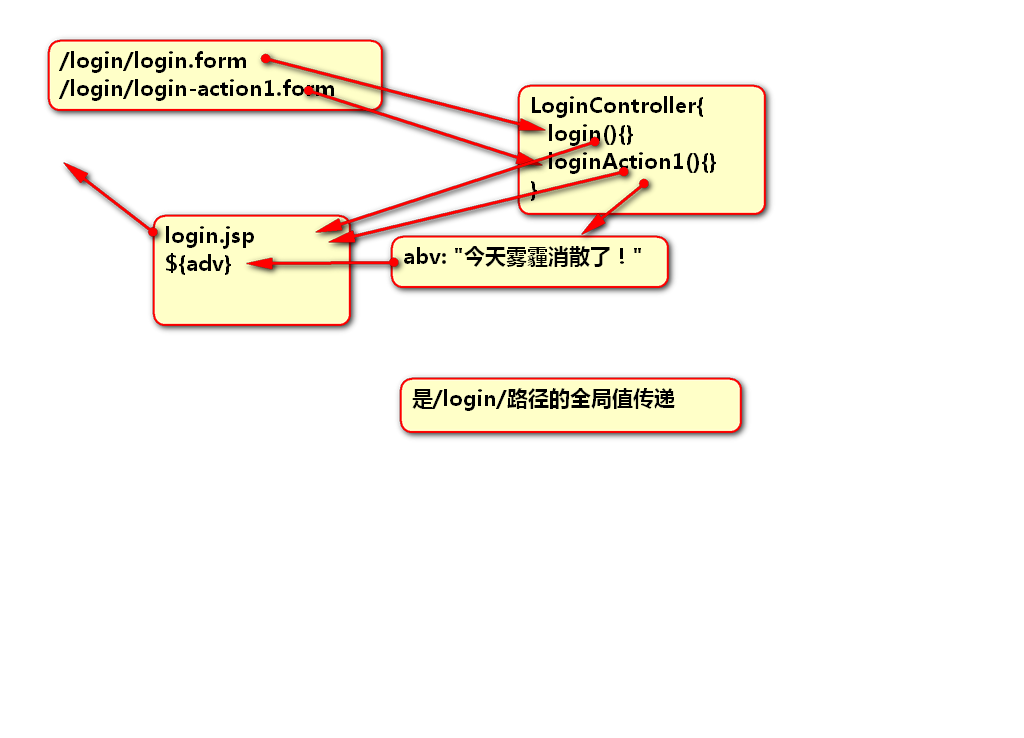 /login/login.form
/login/login-action1.form
LoginController{
login(){}
loginAction1(){}
}
login.jsp
${adv}
abv: "今天雾霾消散了！"
是/login/路径的全局值传递